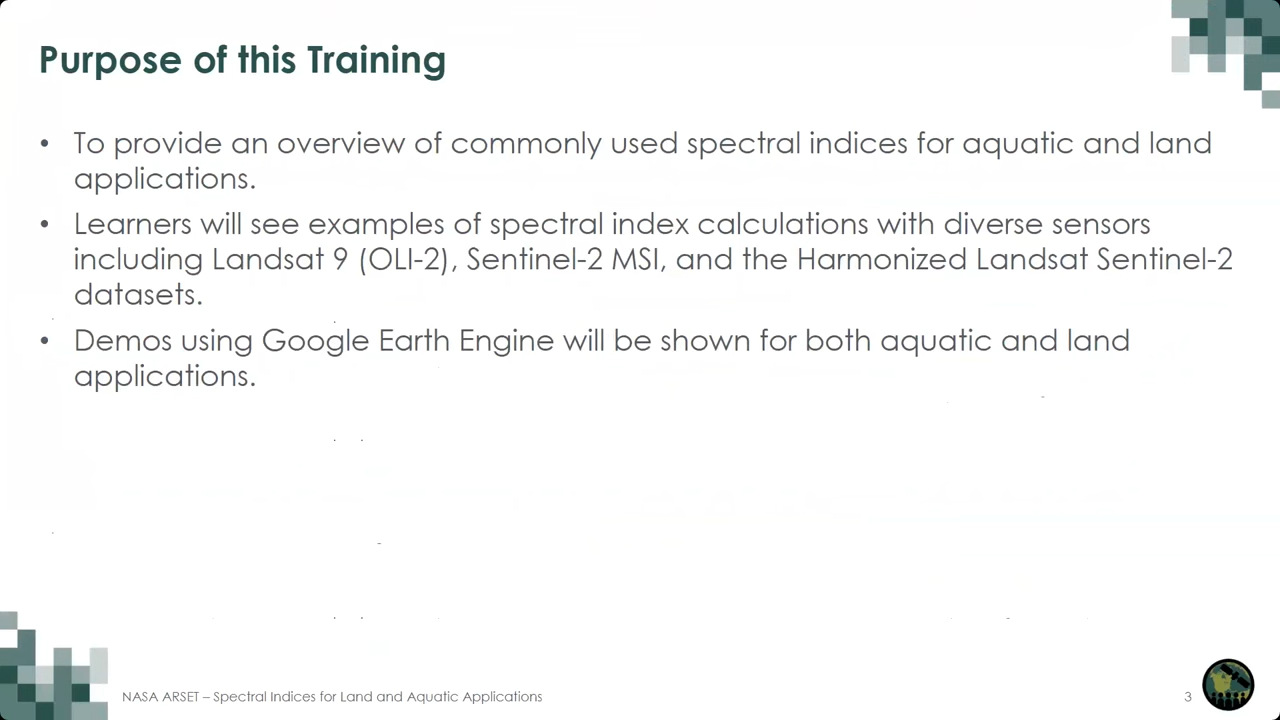 Purpose of this Training
• To provide an overview of commonly used spectral indices for aquatic and land
applications.
• Learners will see examples of spectral index calculations with diverse sensors
including Landsat 9 (OLI-2), Sentinel-2 MSI, and the Harmonized Landsat Sentinel-2
datasets.
• Demos using Google Earth Engine will be shown for both aquatic and land
applications.
NASA ARSET – Spectral Indices for Land and Aquatic Applications
3